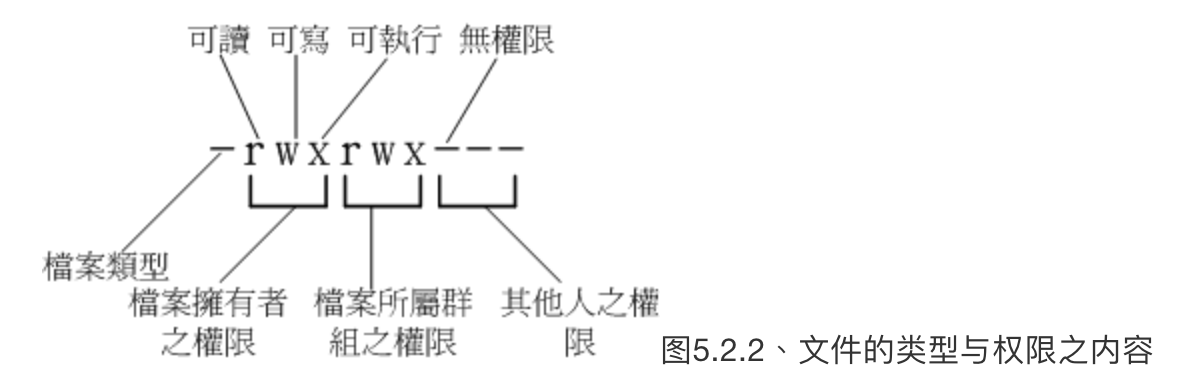 可讀 可寫 可執行 無權限
-rwxrwx---
檔案類型
檔案擁有者 檔案所屬群 其他人之權
之權限 組之權限 限
图5.2.2、文件的类型与权限之内容